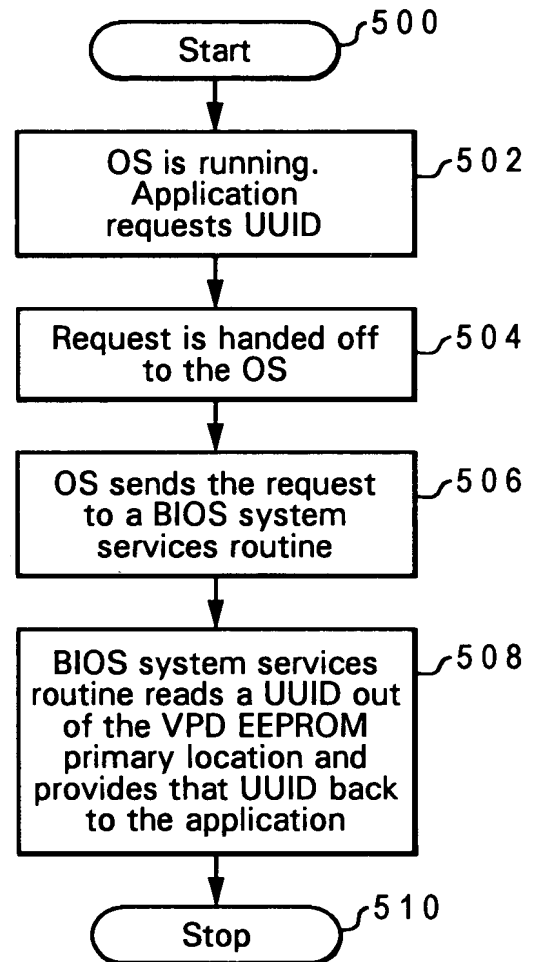 500
Start
502
OS is running.
Application
requests UUID
504
Request is handed off
to the OS
506
OS sends the request
to a BIOS system
services routine
508
BIOS system services
routine reads a UUID out
of the VPD EEPROM
primary location and
provides that UUID back
to the application
510
Stop